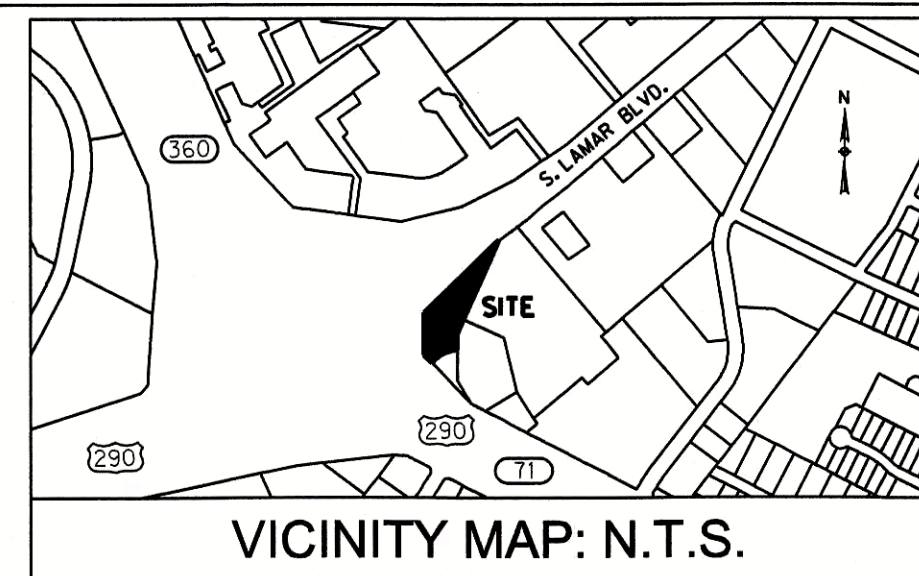 360
S. LAMAR BLVD.
N
SITE
290
290
71
VICINITY MAP: N.T.S.